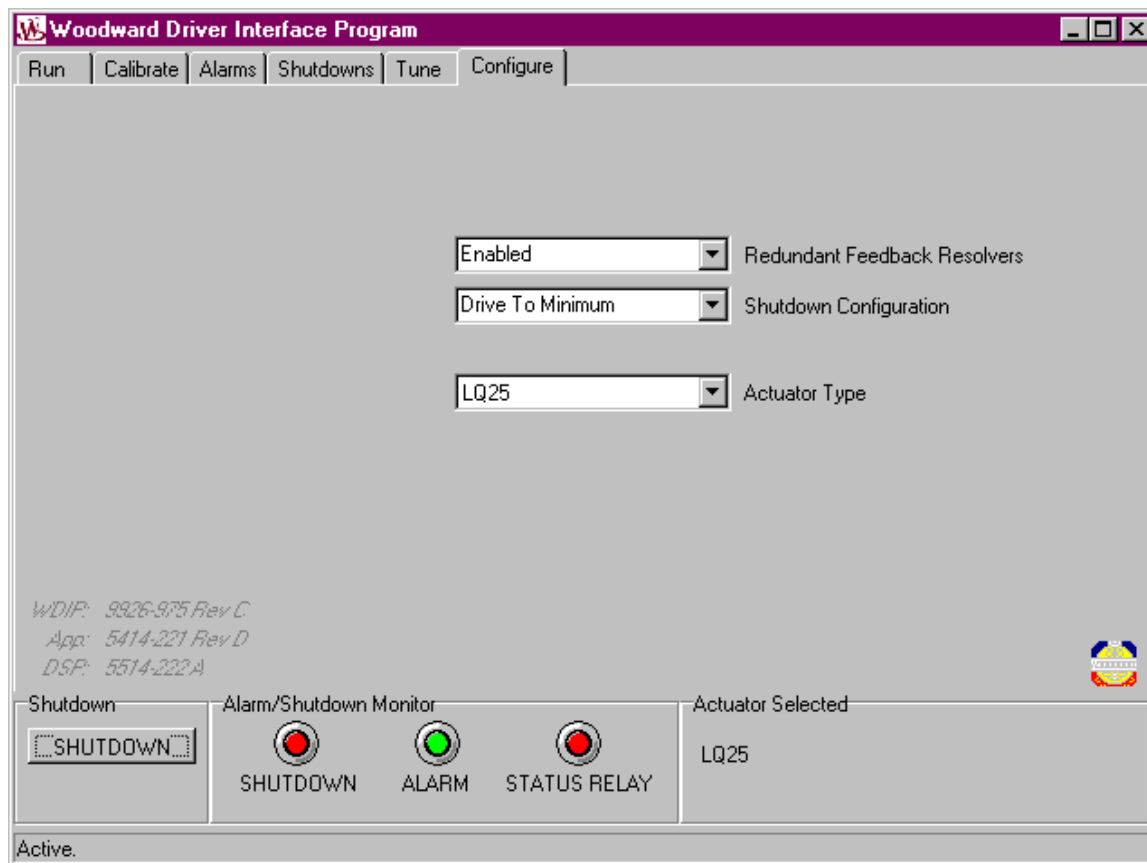 Woodward Driver Interface Program
Run Calibrate Alarms Shutdowns Tune Configure
Enabled Redundant Feedback Resolvers
Drive To Minimum Shutdown Configuration
LQ25 Actuator Type
WDIP: 9926-975 Rev C
App: 5414-221 Rev D
DSP: 5514-222 A
Shutdown Alarm/Shutdown Monitor Actuator Selected
SHUTDOWN
LQ25
SHUTDOWN ALARM STATUS RELAY
Active.